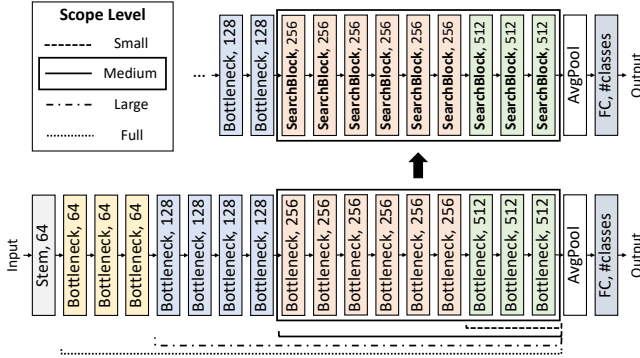 Scope Level
Small
Medium
Large
Full
...
Bottleneck, 128
Bottleneck, 128
SearchBlock, 256
SearchBlock, 256
SearchBlock, 256
SearchBlock, 256
SearchBlock, 256
SearchBlock, 256
SearchBlock, 512
SearchBlock, 512
SearchBlock, 512
AvgPool
FC, #classes
Output
Input
Stem, 64
Bottleneck, 64
Bottleneck, 64
Bottleneck, 64
Bottleneck, 128
Bottleneck, 128
Bottleneck, 128
Bottleneck, 128
Bottleneck, 256
Bottleneck, 256
Bottleneck, 256
Bottleneck, 256
Bottleneck, 256
Bottleneck, 256
Bottleneck, 512
Bottleneck, 512
Bottleneck, 512
AvgPool
FC, #classes
Output